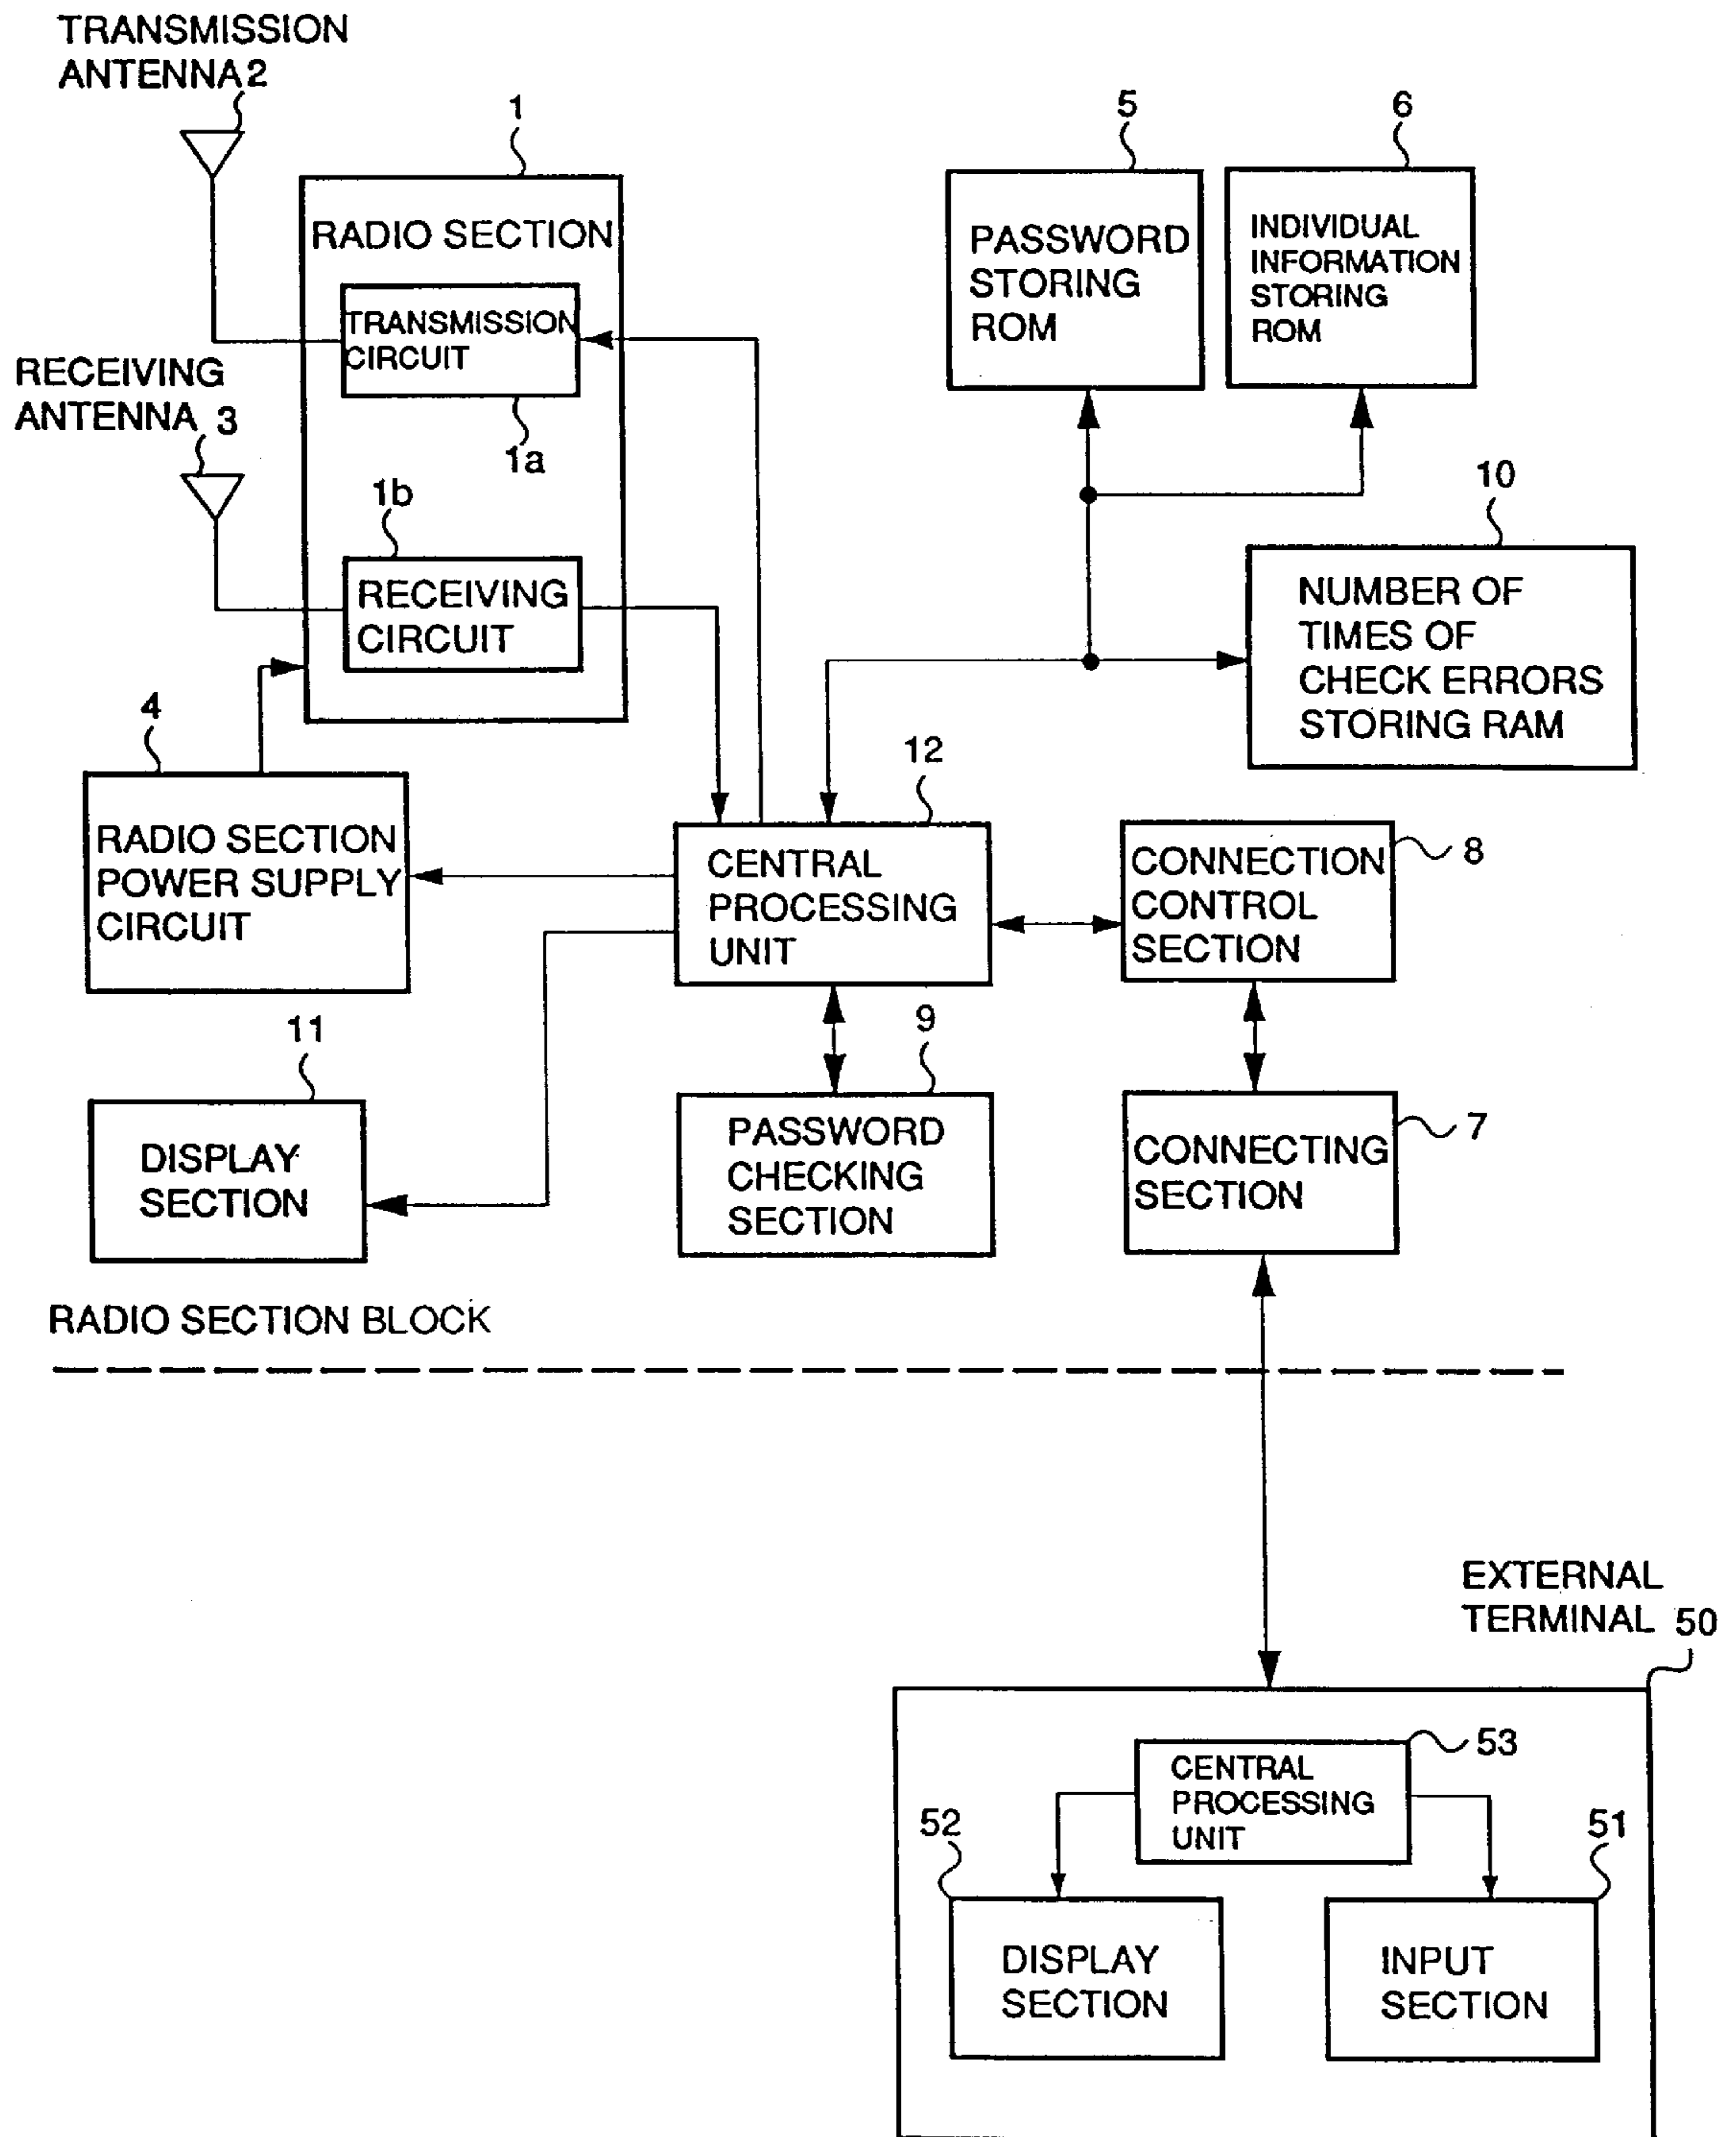 TRANSMISSION
ANTENNA 2
1
5
6
RADIO SECTION
PASSWORD
STORING
ROM
INDIVIDUAL
INFORMATION
STORING
ROM
TRANSMISSION
CIRCUIT
1a
RECEIVING
ANTENNA 3
1b
RECEIVING
CIRCUIT
10
NUMBER OF
TIMES OF
CHECK ERRORS
STORING RAM
4
RADIO SECTION
POWER SUPPLY
CIRCUIT
12
CENTRAL
PROCESSING
UNIT
8
CONNECTION
CONTROL
SECTION
11
DISPLAY
SECTION
9
PASSWORD
CHECKING
SECTION
7
CONNECTING
SECTION
RADIO SECTION BLOCK
EXTERNAL
TERMINAL 50
53
CENTRAL
PROCESSING
UNIT
52
51
DISPLAY
SECTION
INPUT
SECTION